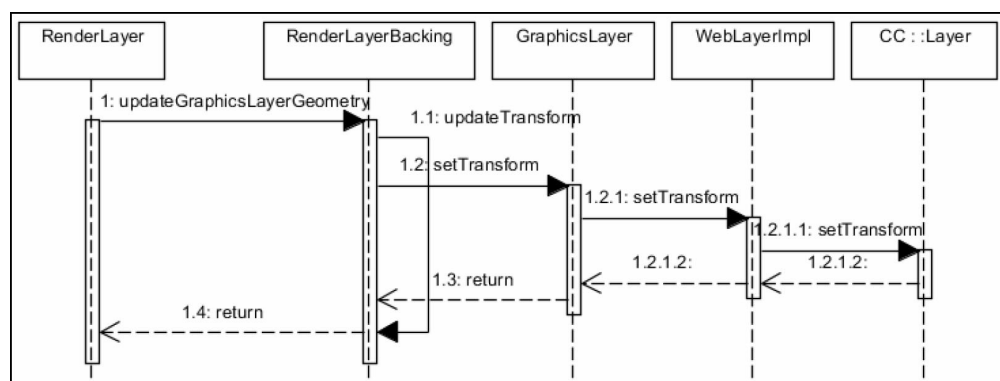 RenderLayer
RenderLayerBacking
GraphicsLayer
WebLayerImpl
CC : :Layer
1: updateGraphicsLayerGeometry
1.1: updateTransform
1.2: setTransform
1.2.1: setTransform
1.2.1.1: setTransform
1.2.1.2:
1.2.1.2:
1.3: return
1.4: return